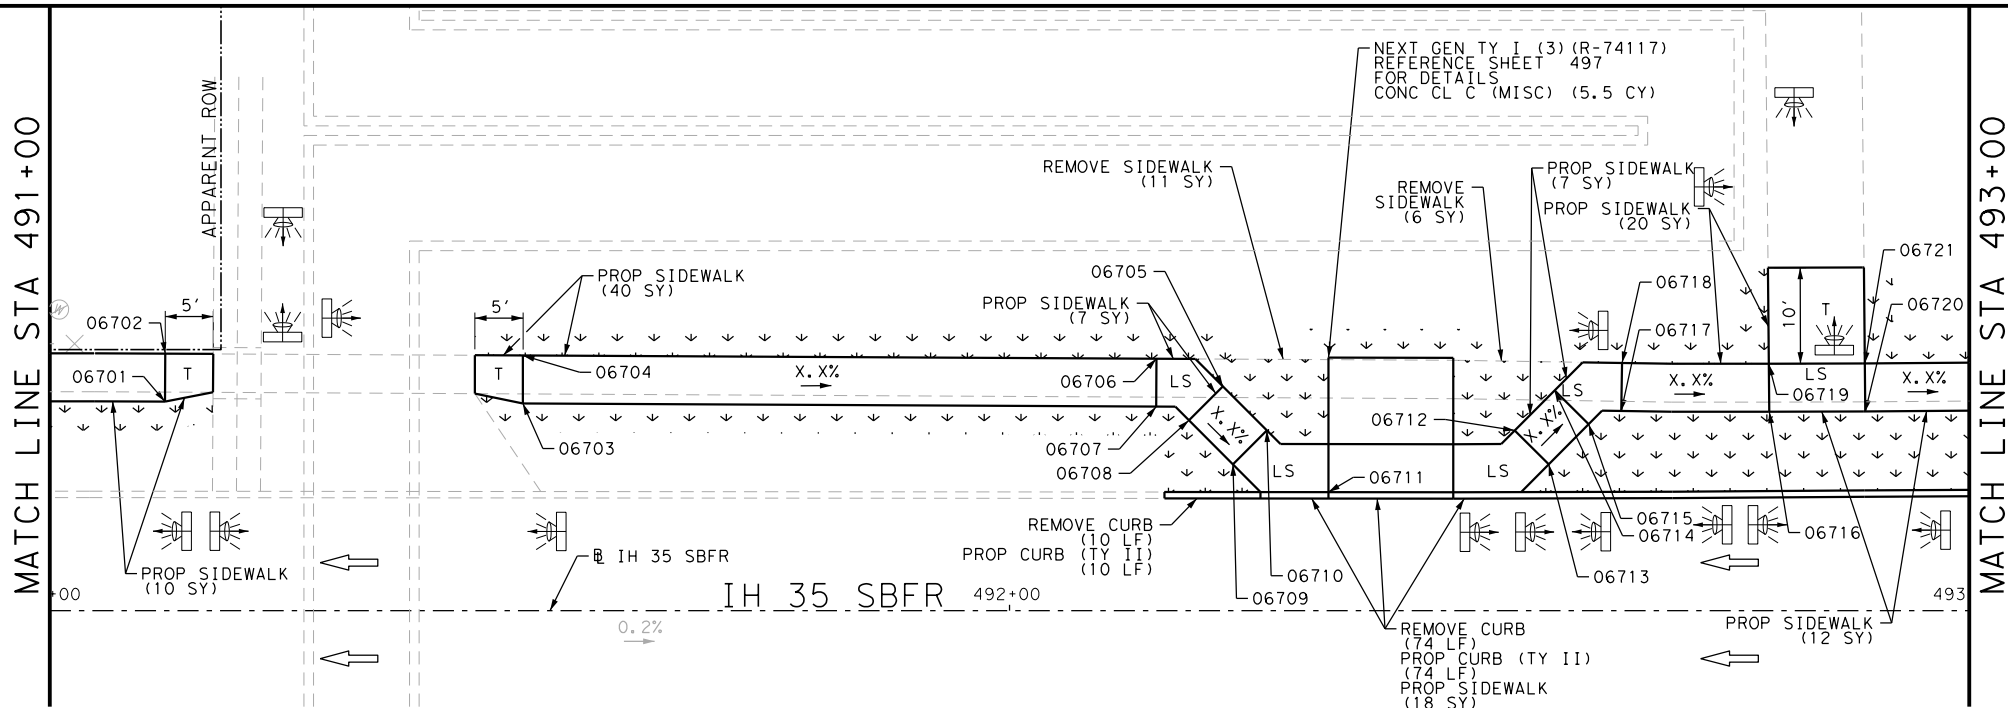 MATCH LINE STA 491+00
APPARENT ROW
5'
06702
06701
T
PROP SIDEWALK
(10 SY)
+00
W
5'
T
PROP SIDEWALK
(40 SY)
06704
06703
X.X%
B IH 35 SBFR
IH 35 SBFR
492+00
0.2%
NEXT GEN TY I (3) (R-74117)
REFERENCE SHEET 497
FOR DETAILS
CONC CL C (MISC) (5.5 CY)
REMOVE SIDEWALK
(11 SY)
06705
PROP SIDEWALK
(7 SY)
06706
06707
06708
LS
X.X%
LS
REMOVE CURB
(10 LF)
PROP CURB (TY II)
(10 LF)
06710
06709
06711
06712
REMOVE
SIDEWALK
(6 SY)
PROP SIDEWALK
(7 SY)
PROP SIDEWALK
(20 SY)
LS
X.X%
LS
06718
06717
X.X%
10'
T
LS
06719
X.X%
06721
06720
06715
06714
06713
06716
REMOVE CURB
(74 LF)
PROP CURB (TY II)
(74 LF)
PROP SIDEWALK
(18 SY)
PROP SIDEWALK
(12 SY)
493
MATCH LINE STA 493+00